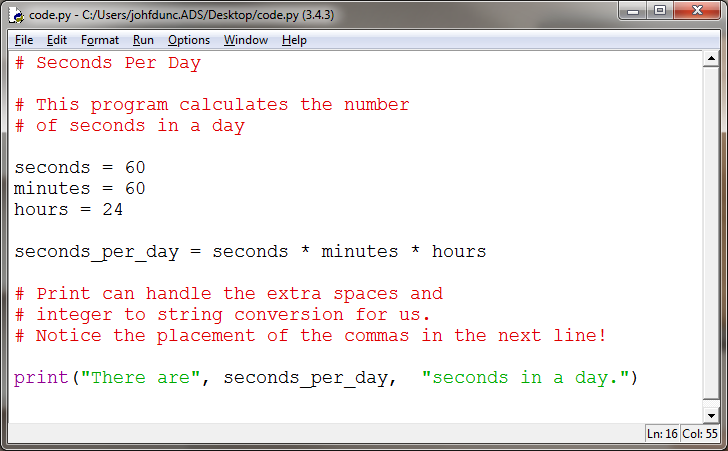 code.py - C:/Users/johfdunc.ADS/Desktop/code.py (3.4.3)
File Edit Format Run Options Window Help
# Seconds Per Day
# This program calculates the number
# of seconds in a day
seconds = 60
minutes = 60
hours = 24
seconds_per_day = seconds * minutes * hours
# Print can handle the extra spaces and
# integer to string conversion for us.
# Notice the placement of the commas in the next line!
print("There are", seconds_per_day,  "seconds in a day.")
Ln: 16 Col: 55